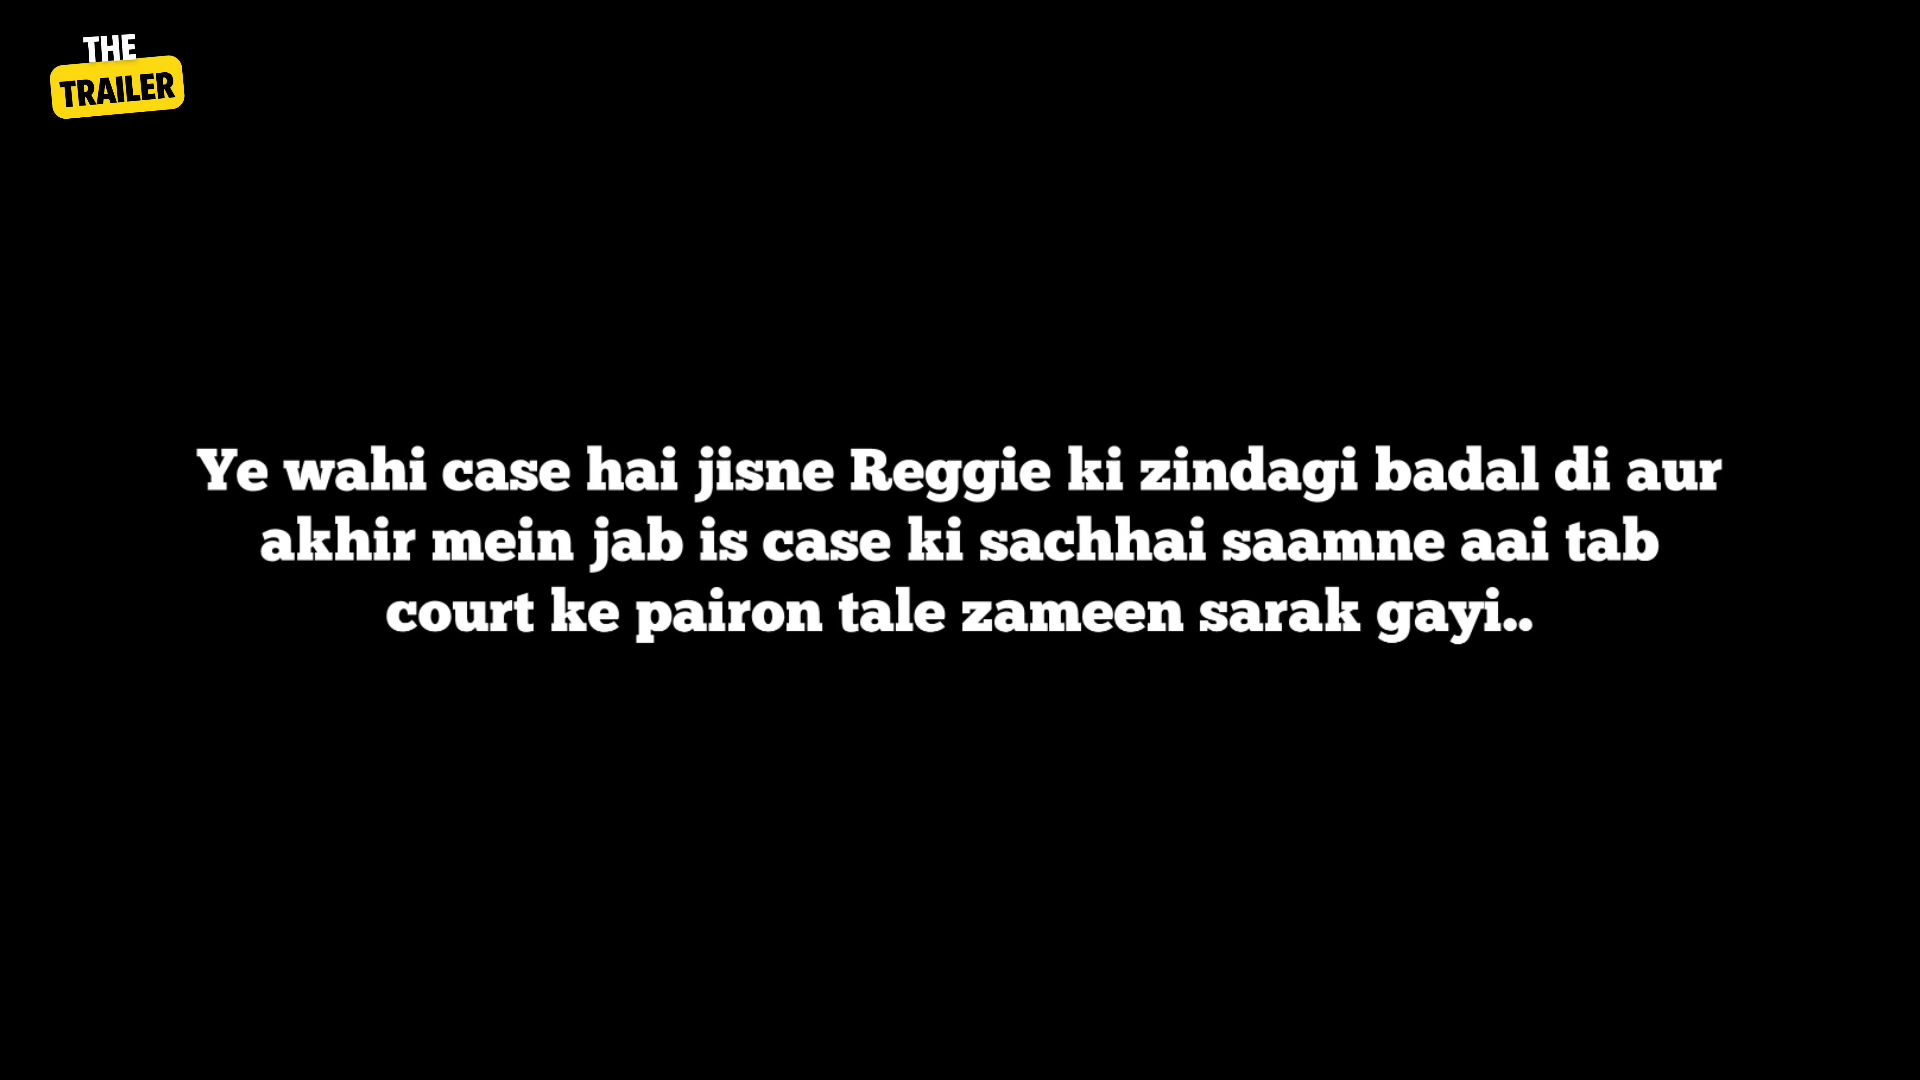 THE
TRAILER
Ye wahi case hai jisne Reggie ki zindagi badal di aur
akhir mein jab is case ki sachhai saamne aai tab
court ke pairon tale zameen sarak gayi..